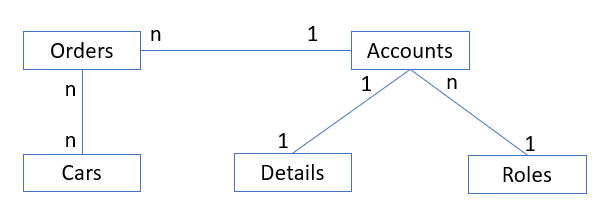 n 1
Orders Accounts
n 1 n
n 1 1
Cars Details Roles